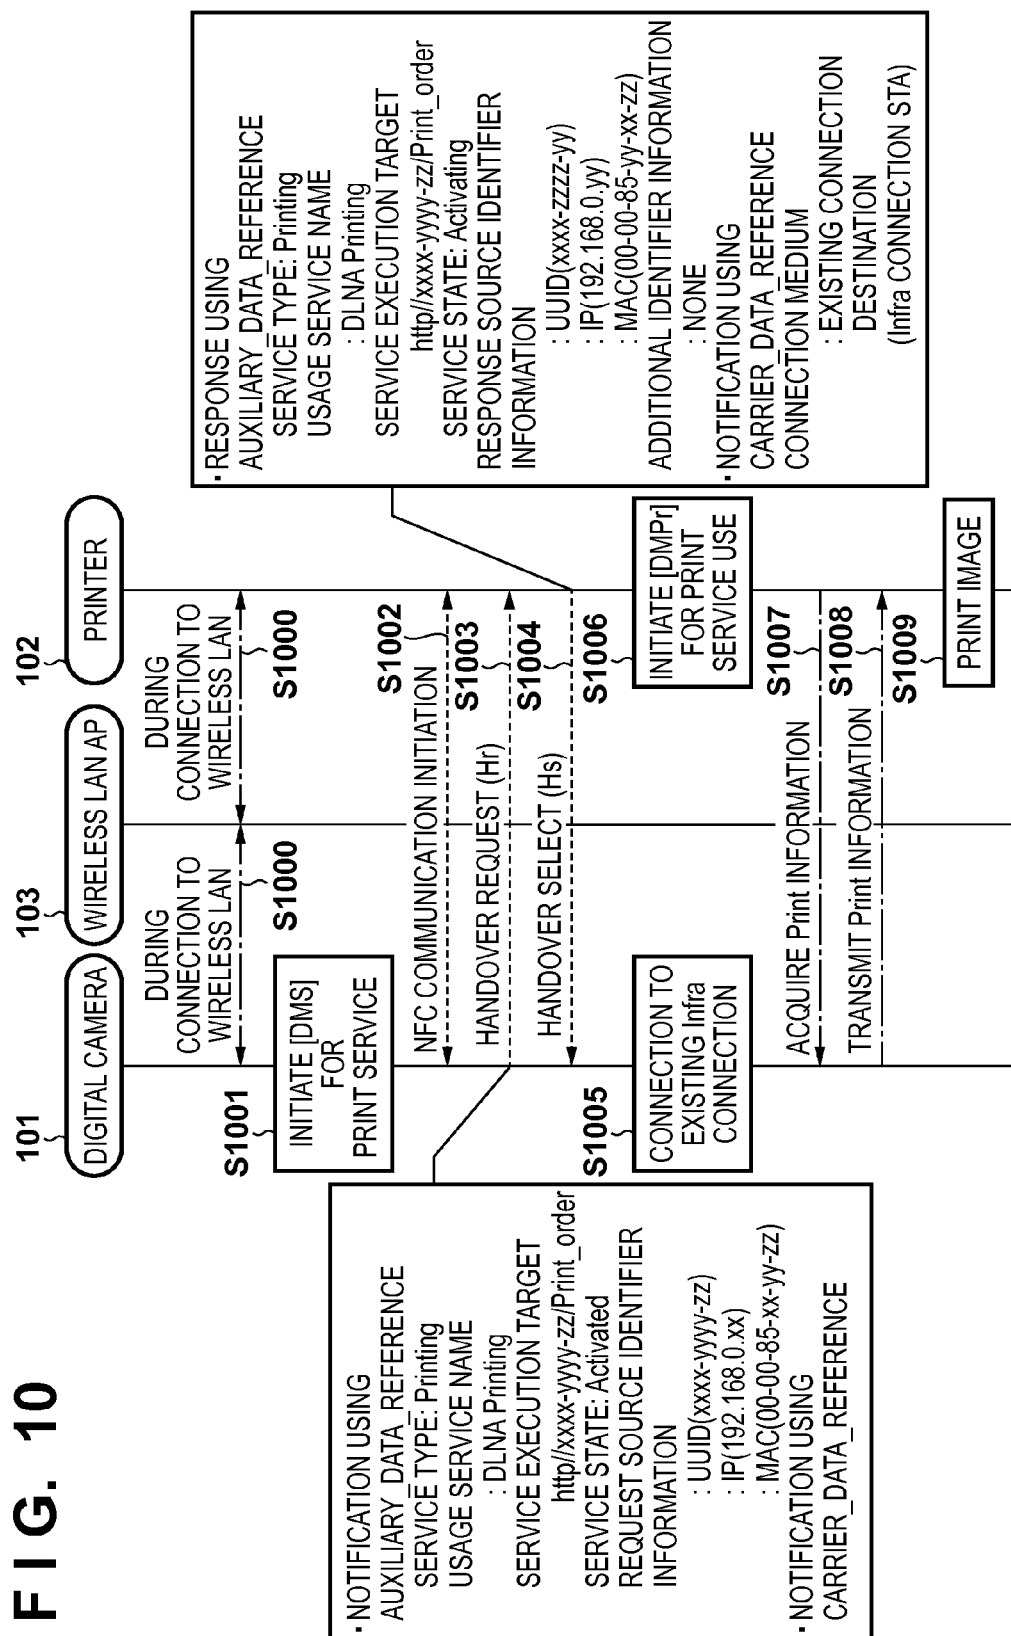 FIG. 10
101
DIGITAL CAMERA
103
WIRELESS LAN AP
102
PRINTER
DURING
CONNECTION TO
WIRELESS LAN
S1000
DURING
CONNECTION TO
WIRELESS LAN
S1000
S1001
INITIATE [DMS]
FOR
PRINT SERVICE
NFC COMMUNICATION INITIATION
S1002
HANDOVER REQUEST (Hr)
S1003
HANDOVER SELECT (Hs)
S1004
S1005
CONNECTION TO
EXISTING Infra
CONNECTION
S1006
INITIATE [DMPr]
FOR PRINT
SERVICE USE
ACQUIRE Print INFORMATION
S1007
TRANSMIT Print INFORMATION
S1008
S1009
PRINT IMAGE
· NOTIFICATION USING
AUXILIARY_DATA_REFERENCE
SERVICE TYPE: Printing
USAGE SERVICE NAME
: DLNA Printing
SERVICE EXECUTION TARGET
http//xxxx-yyyy-zz/Print_order
SERVICE STATE: Activated
REQUEST SOURCE IDENTIFIER
INFORMATION
: UUID(xxxx-yyyy-zz)
: IP(192.168.0.xx)
: MAC(00-00-85-xx-yy-zz)
· NOTIFICATION USING
CARRIER_DATA_REFERENCE
· RESPONSE USING
AUXILIARY_DATA_REFERENCE
SERVICE TYPE: Printing
USAGE SERVICE NAME
: DLNA Printing
SERVICE EXECUTION TARGET
http//xxxx-yyyy-zz/Print_order
SERVICE STATE: Activating
RESPONSE SOURCE IDENTIFIER
INFORMATION
: UUID(xxxx-zzzz-yy)
: IP(192.168.0.yy)
: MAC(00-00-85-yy-xx-zz)
ADDITIONAL IDENTIFIER INFORMATION
: NONE
· NOTIFICATION USING
CARRIER_DATA_REFERENCE
CONNECTION MEDIUM
: EXISTING CONNECTION
DESTINATION
(Infra CONNECTION STA)